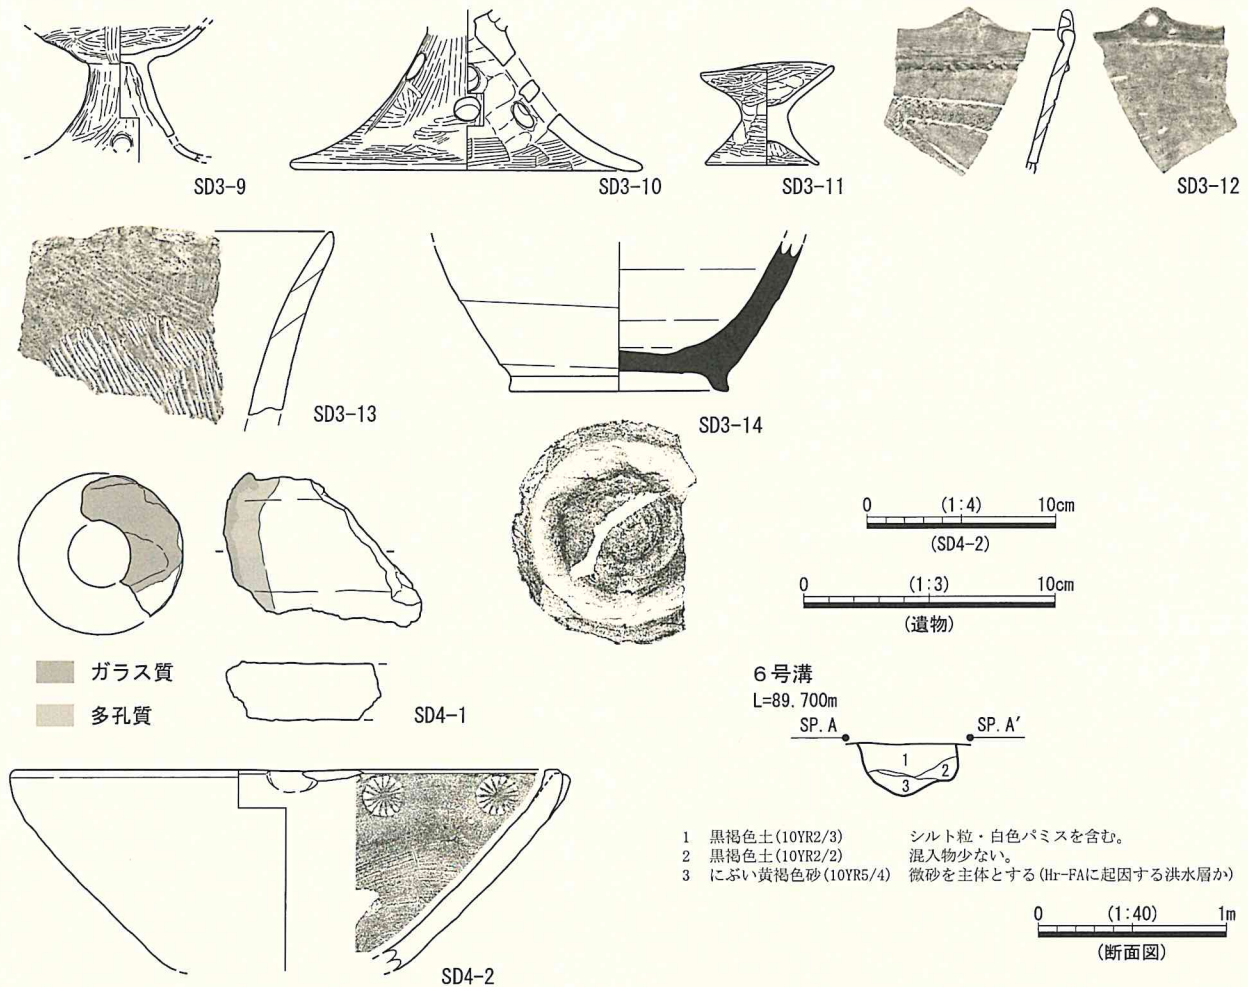 SD3-9
SD3-10
SD3-11
SD3-12
SD3-13
SD3-14
0 (1:4) 10cm
(SD4-2)
0 (1:3) 10cm
(遺物)
ガラス質
多孔質
SD4-1
6号溝
L=89.700m
SP.A SP.A′
1
2
3
1 黒褐色土(10YR2/3) シルト粒・白色パミスを含む。
2 黒褐色土(10YR2/2) 混入物少ない。
3 にぶい黄褐色砂(10YR5/4) 微砂を主体とする(Hr-FAに起因する洪水層か)
0 (1:40) 1m
(断面図)
SD4-2